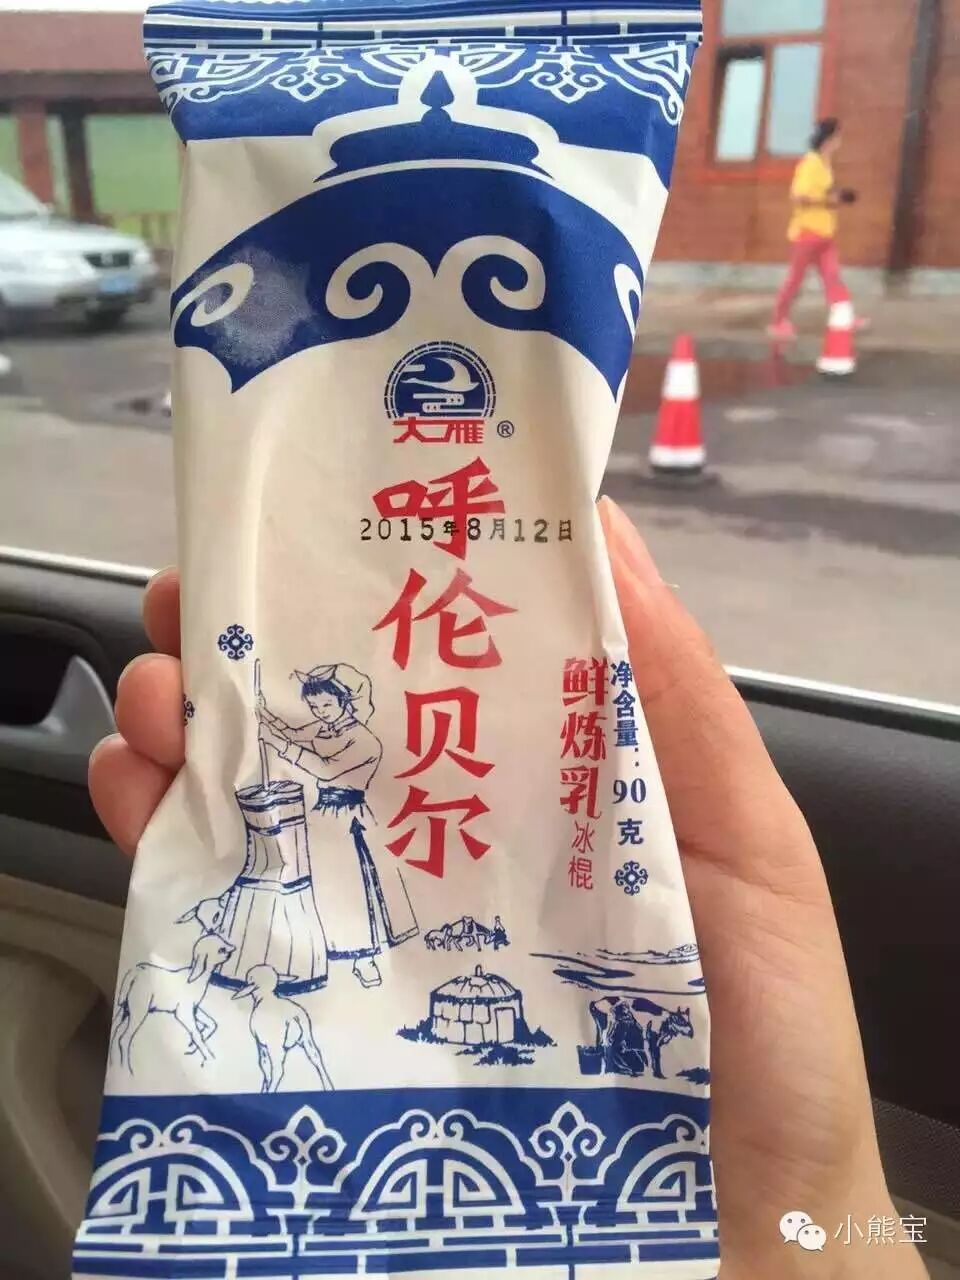 大雁®
呼伦贝尔
2015年8月12日
鲜炼乳冰棍
净含量：90克
小熊宝